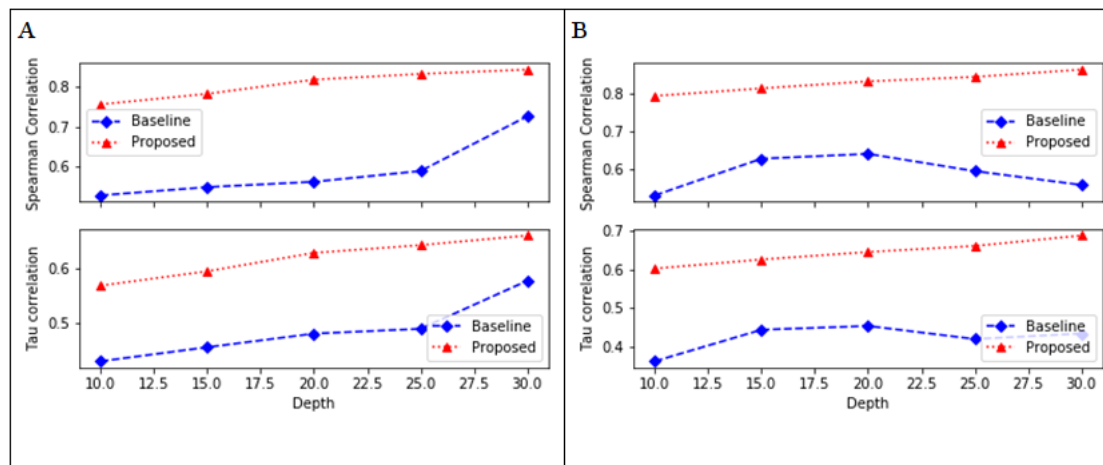 A
Spearman Correlation
0.8
0.7
0.6
Baseline
Proposed
Tau correlation
0.6
0.5
Baseline
Proposed
10.0 12.5 15.0 17.5 20.0 22.5 25.0 27.5 30.0
Depth
B
Spearman Correlation
0.8
0.7
0.6
Baseline
Proposed
Tau correlation
0.7
0.6
0.5
0.4
Baseline
Proposed
10.0 12.5 15.0 17.5 20.0 22.5 25.0 27.5 30.0
Depth